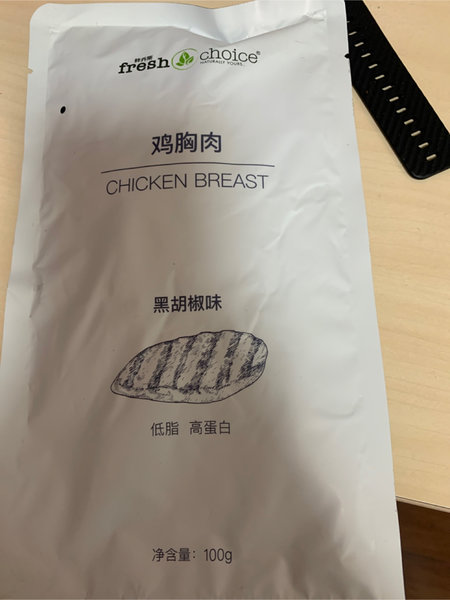 fresh choice®
NATURALLY YOURS
鸡胸肉
CHICKEN BREAST
黑胡椒味
低脂 高蛋白
净含量：100g